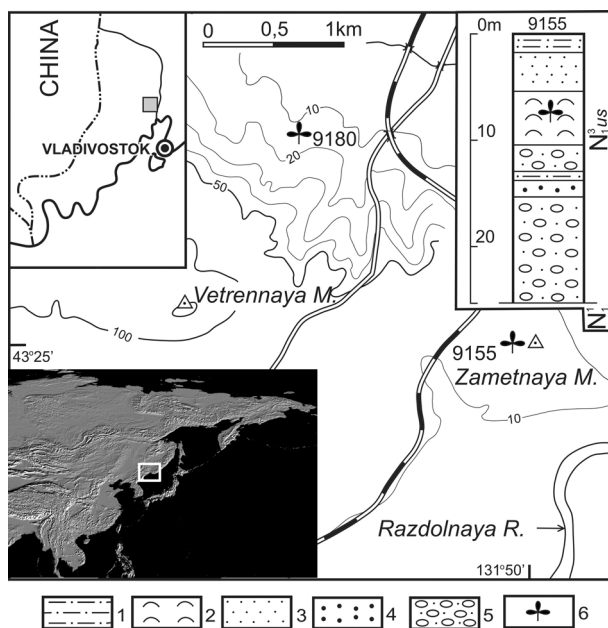 CHINA
VLADIVOSTOK
0 0,5 1km
10
9180
20
50
Vetrennaya M.
100
43°25'
9155
Zametnaya M.
10
Razdolnaya R.
131°50'
9155
0m
10
20
N₁³us
N₁¹
1 2 3 4 5 6